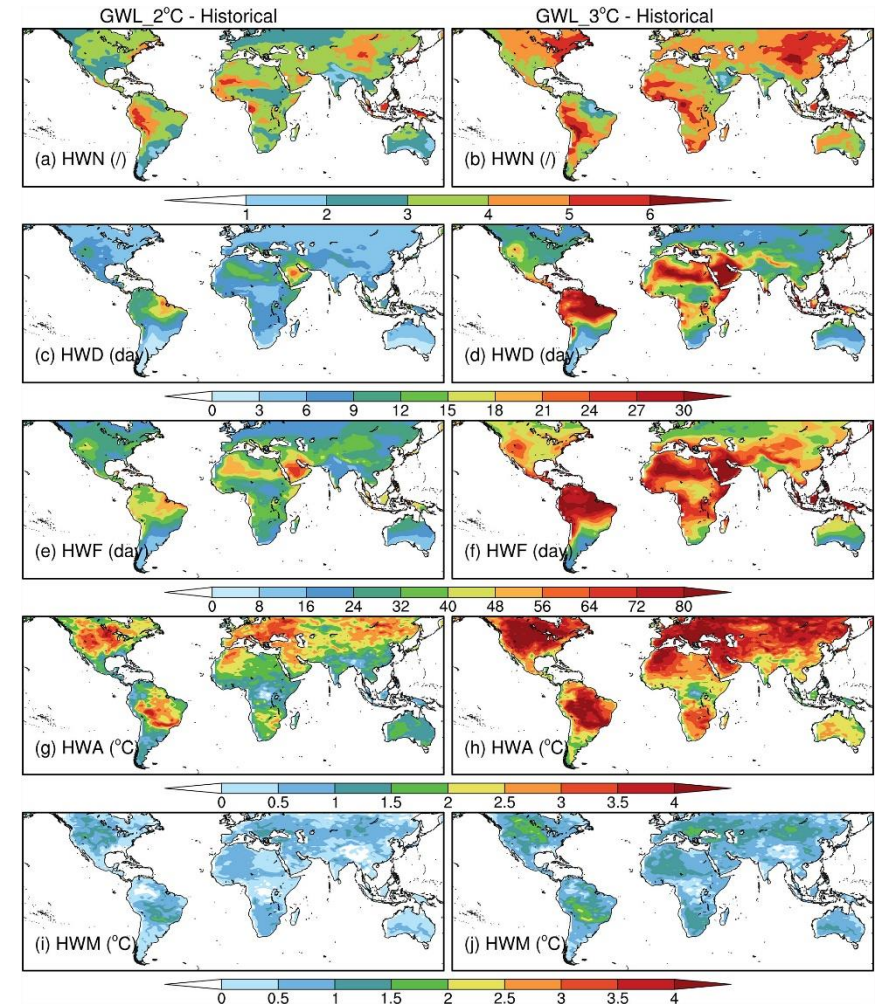 GWL_2°C - Historical GWL_3°C - Historical
(a) HWN (/) (b) HWN (/)
1 2 3 4 5 6
(c) HWD (day) (d) HWD (day)
0 3 6 9 12 15 18 21 24 27 30
(e) HWF (day) (f) HWF (day)
0 8 16 24 32 40 48 56 64 72 80
(g) HWA (°C) (h) HWA (°C)
0 0.5 1 1.5 2 2.5 3 3.5 4
(i) HWM (°C) (j) HWM (°C)
0 0.5 1 1.5 2 2.5 3 3.5 4